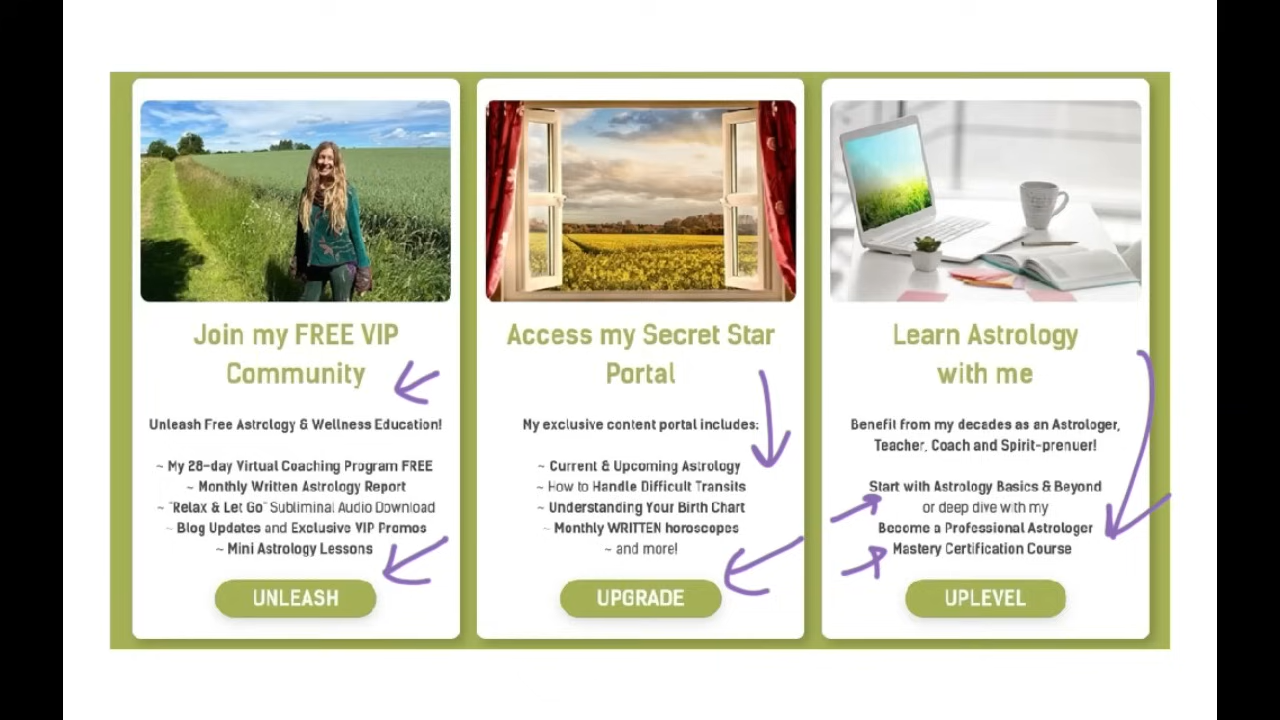 Join my FREE VIP
Community
Unleash Free Astrology & Wellness Education!
~ My 28-day Virtual Coaching Program FREE
~ Monthly Written Astrology Report
~ "Relax & Let Go" Subliminal Audio Download
~ Blog Updates and Exclusive VIP Promos
~ Mini Astrology Lessons
UNLEASH
Access my Secret Star
Portal
My exclusive content portal includes:
~ Current & Upcoming Astrology
~ How to Handle Difficult Transits
~ Understanding Your Birth Chart
~ Monthly WRITTEN horoscopes
~ and more!
UPGRADE
Learn Astrology
with me
Benefit from my decades as an Astrologer,
Teacher, Coach and Spirit-prenuer!
Start with Astrology Basics & Beyond
or deep dive with my
Become a Professional Astrologer
Mastery Certification Course
UPLEVEL